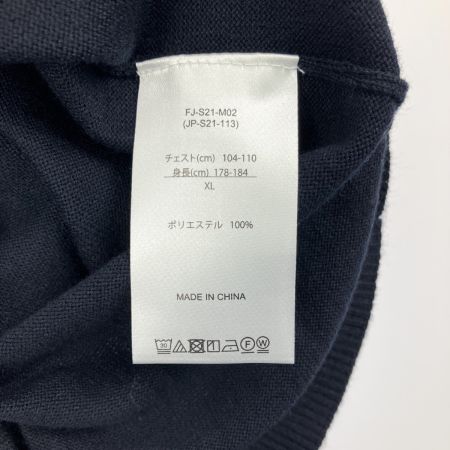 FJ-S21-M02
(JP-S21-113)
チェスト(cm) 104-110
身長(cm) 178-184
XL
ポリエステル 100%
MADE IN CHINA
30 F W